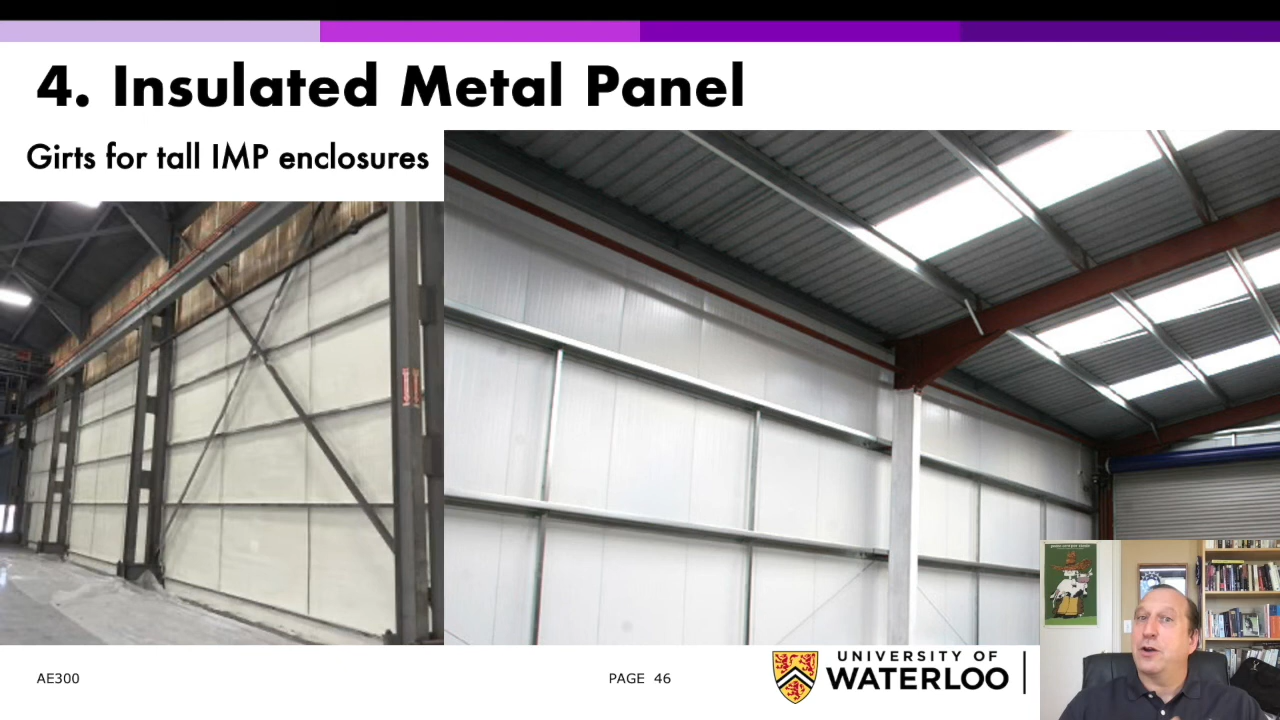 4. Insulated Metal Panel
Girts for tall IMP enclosures
AE300
PAGE 46
UNIVERSITY OF
WATERLOO